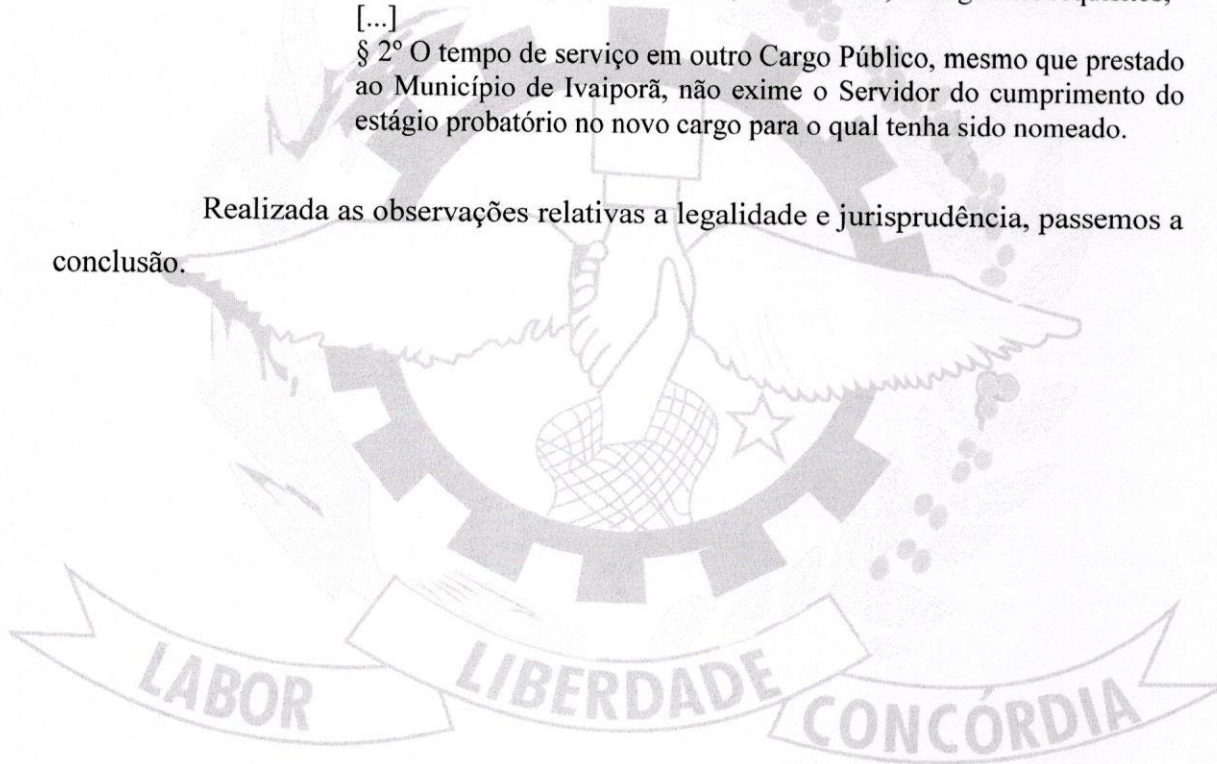 [...]
§ 2º O tempo de serviço em outro Cargo Público, mesmo que prestado
ao Município de Ivaiporã, não exime o Servidor do cumprimento do
estágio probatório no novo cargo para o qual tenha sido nomeado.
Realizada as observações relativas a legalidade e jurisprudência, passemos a
conclusão.
LABOR
LIBERDADE
CONCÓRDIA